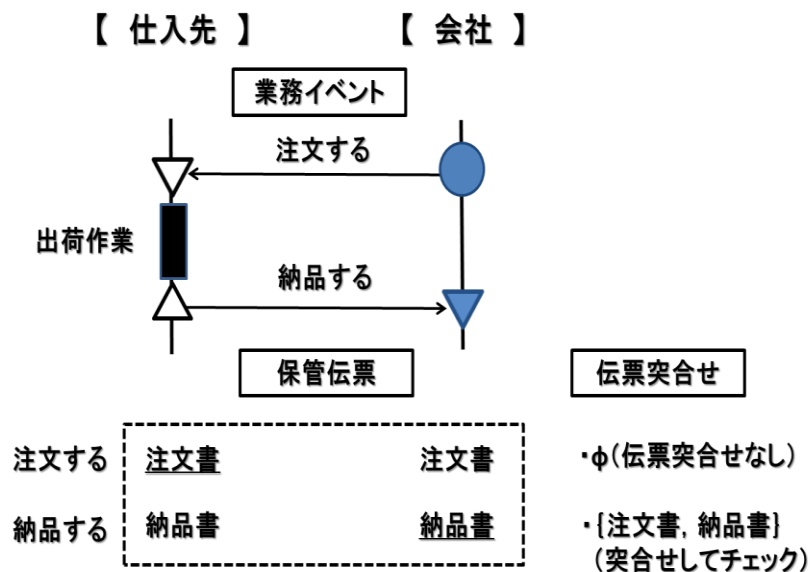 【 仕入先 】 【 会社 】
業務イベント
注文する
出荷作業
納品する
保管伝票 伝票突合せ
注文する 注文書 注文書 ・φ(伝票突合せなし)
納品する 納品書 納品書 ・{注文書, 納品書}
(突合せしてチェック)